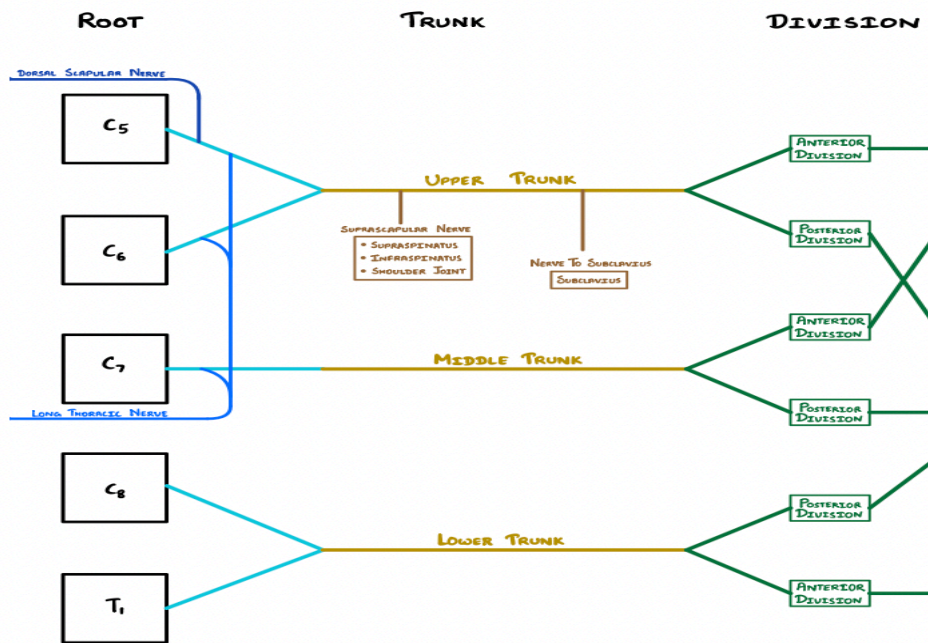 ROOT
TRUNK
DIVISION
DORSAL SCAPULAR NERVE
C5
C6
C7
LONG THORACIC NERVE
C8
T1
UPPER TRUNK
SUPRASCAPULAR NERVE
• SUPRASPINATUS
• INFRASPINATUS
• SHOULDER JOINT
NERVE TO SUBCLAVIUS
SUBCLAVIUS
MIDDLE TRUNK
LOWER TRUNK
ANTERIOR
DIVISION
POSTERIOR
DIVISION
ANTERIOR
DIVISION
POSTERIOR
DIVISION
POSTERIOR
DIVISION
ANTERIOR
DIVISION